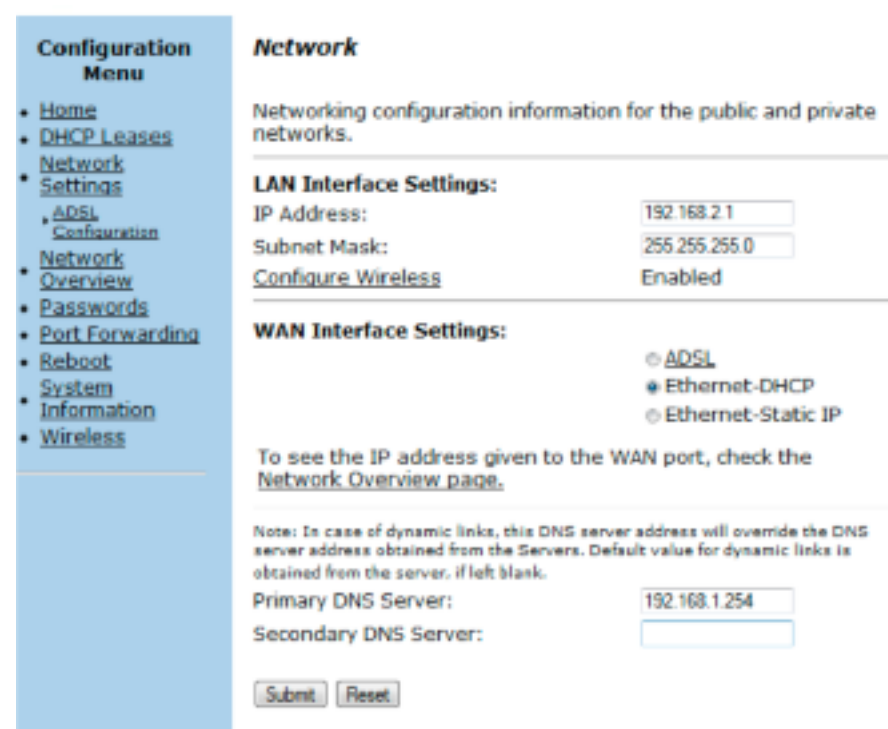 Configuration
Menu
Home
DHCP Leases
Network
Settings
ADSL
Configuration
Network
Overview
Passwords
Port Forwarding
Reboot
System
Information
Wireless
Network
Networking configuration information for the public and private
networks.
LAN Interface Settings:
IP Address: 192.168.2.1
Subnet Mask: 255.255.255.0
Configure Wireless Enabled
WAN Interface Settings:
ADSL
Ethernet-DHCP
Ethernet-Static IP
To see the IP address given to the WAN port, check the
Network Overview page.
Note: In case of dynamic links, this DNS server address will override the DNS
server address obtained from the Servers. Default value for dynamic links is
obtained from the server, if left blank.
Primary DNS Server: 192.168.1.254
Secondary DNS Server:
Submit Reset